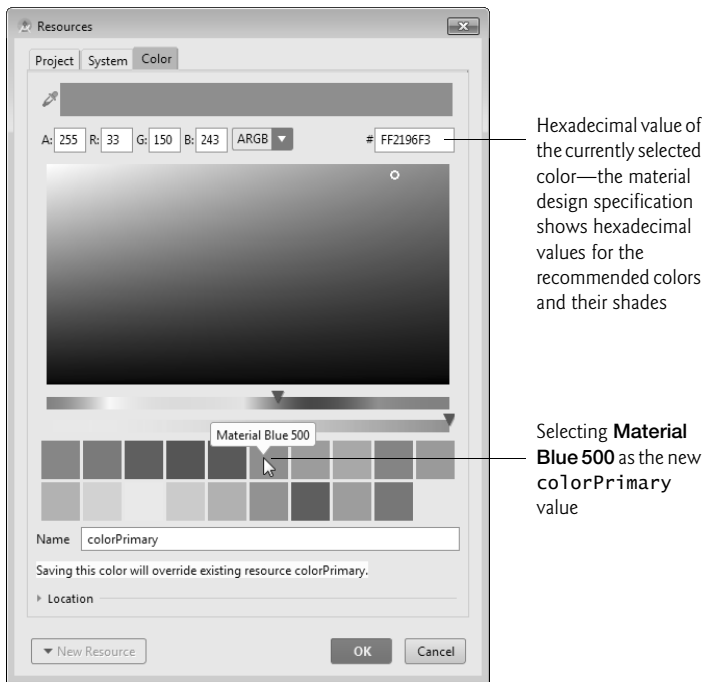 Resources
Project System Color
A: 255 R: 33 G: 150 B: 243 ARGB # FF2196F3
Material Blue 500
Name colorPrimary
Saving this color will override existing resource colorPrimary.
Location
New Resource OK Cancel
Hexadecimal value of
the currently selected
color—the material
design specification
shows hexadecimal
values for the
recommended colors
and their shades
Selecting Material
Blue 500 as the new
colorPrimary
value